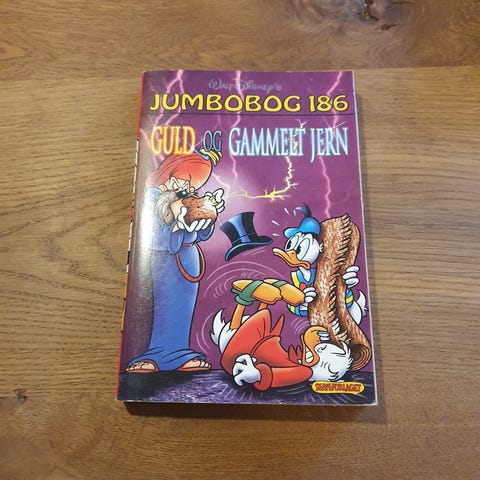 Walt Disney's
JUMBOBOG 186
GULD OG GAMMELT JERN
SERIEFORLAGET